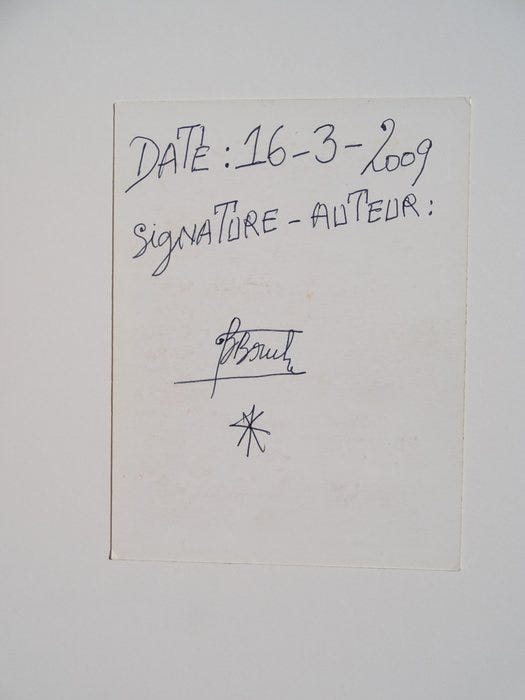 DATE : 16-3-2009
SIGNATURE - AUTEUR :